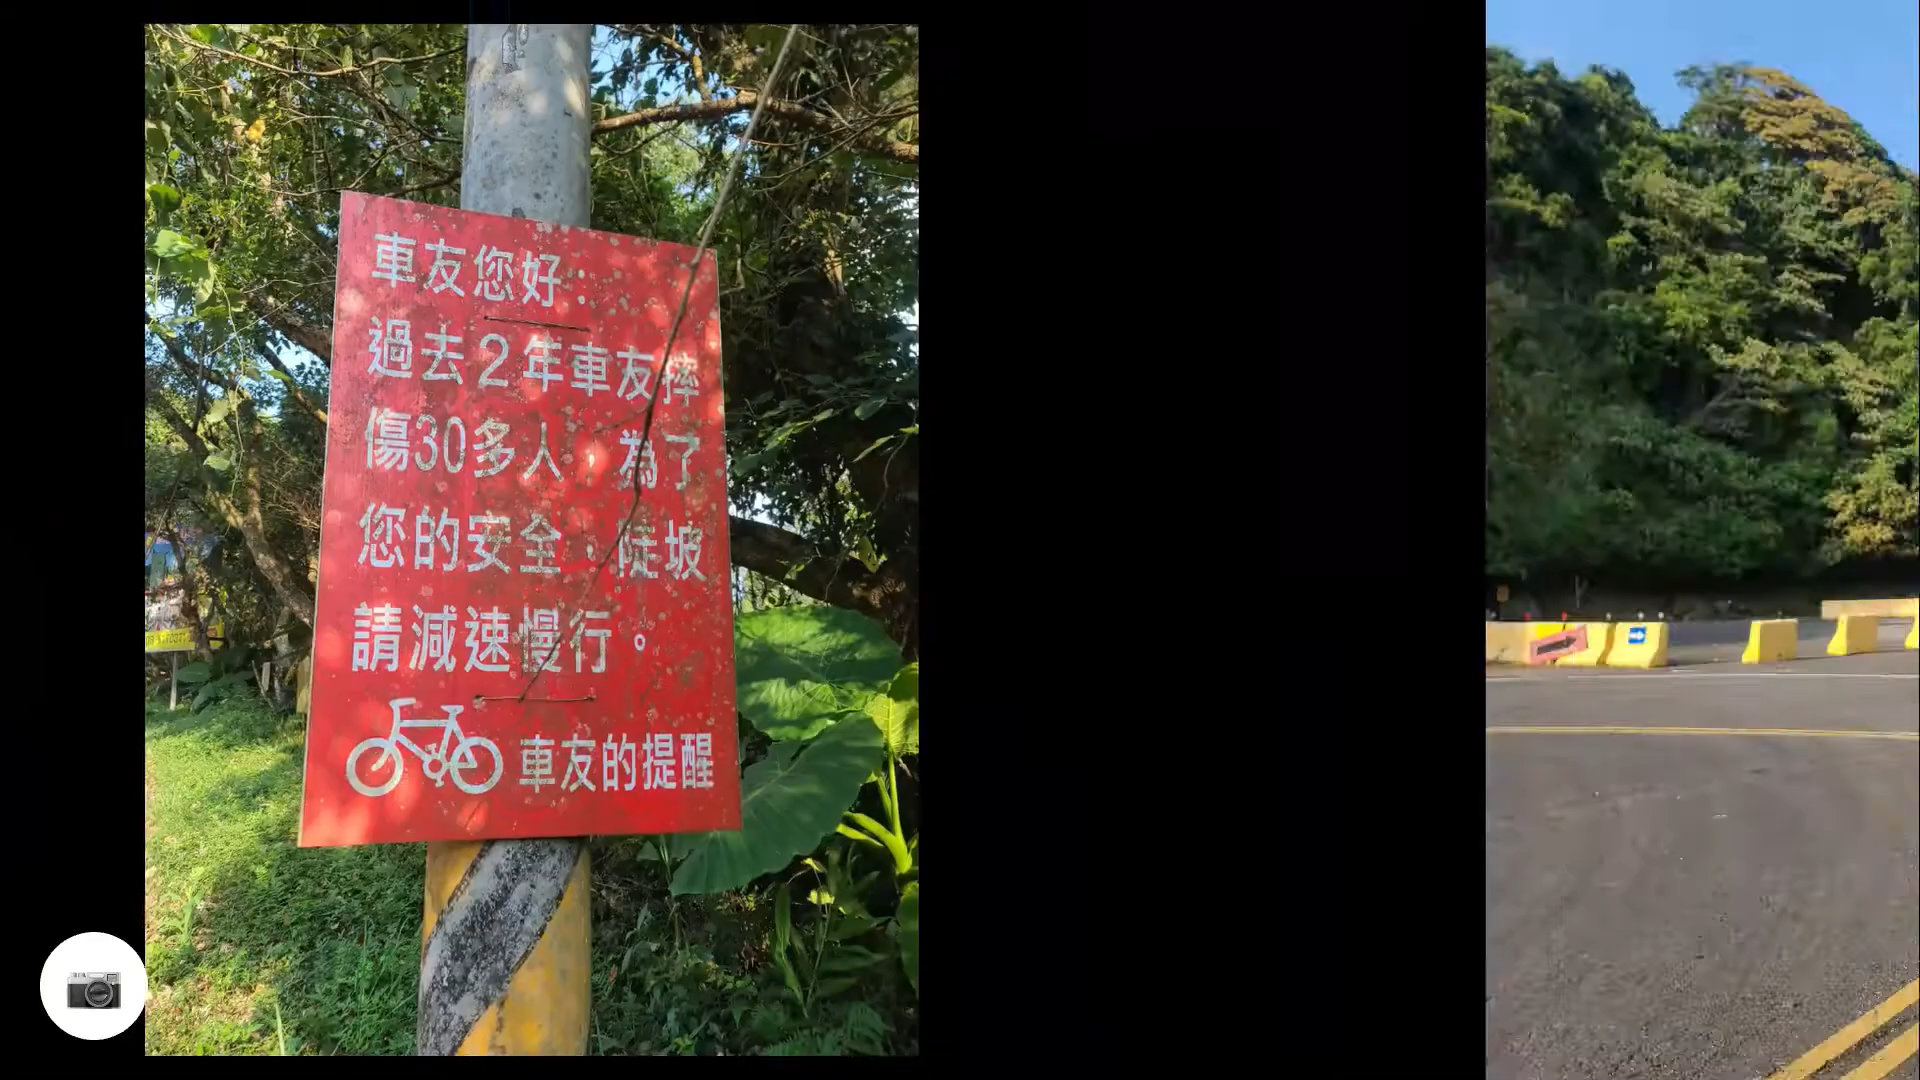 車友您好：
過去2年車友摔
傷30多人，為了
您的安全，陡坡
請減速慢行。
車友的提醒